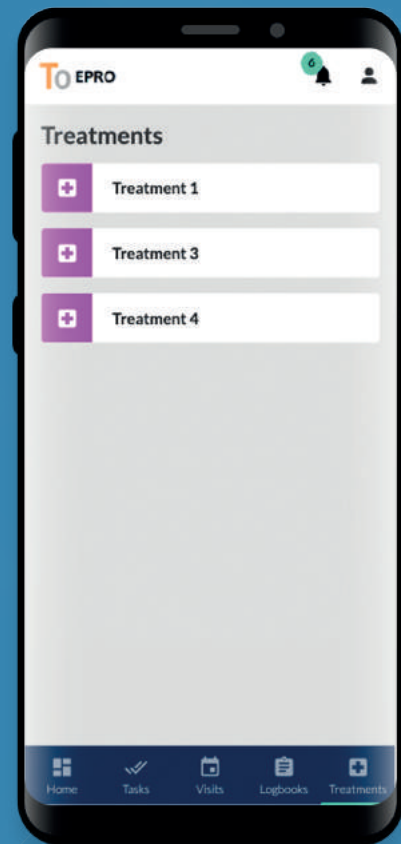 To EPRO
6
Treatments
Treatment 1
Treatment 3
Treatment 4
Home Tasks Visits Logbooks Treatments